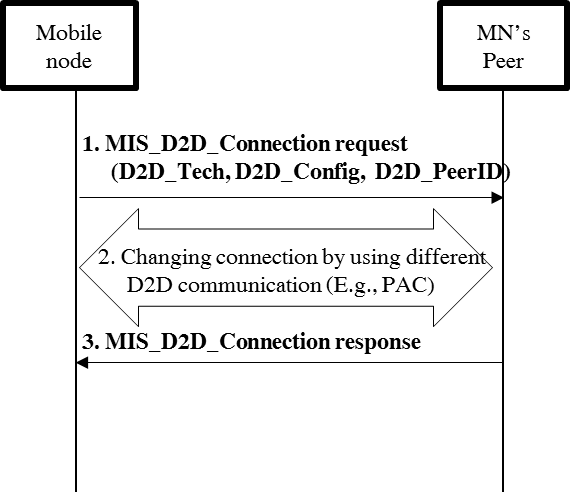 Mobile
node
MN's
Peer
1. MIS_D2D_Connection request
(D2D_Tech, D2D_Config, D2D_PeerID)
2. Changing connection by using different
D2D communication (E.g., PAC)
3. MIS_D2D_Connection response